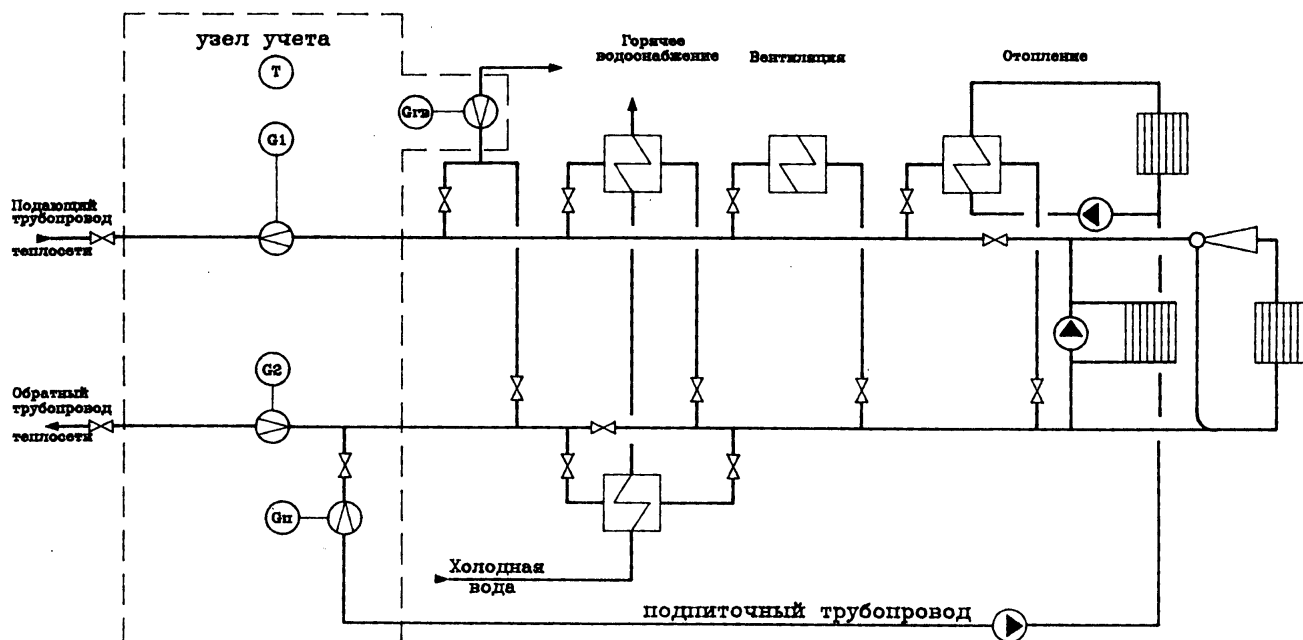 узел учета
T
G1
Gгв
Горячее
водоснабжение
Вентиляция
Отопление
Подающий
трубопровод
теплосети
G2
Обратный
трубопровод
теплосети
Gп
Холодная
вода
подпиточный трубопровод